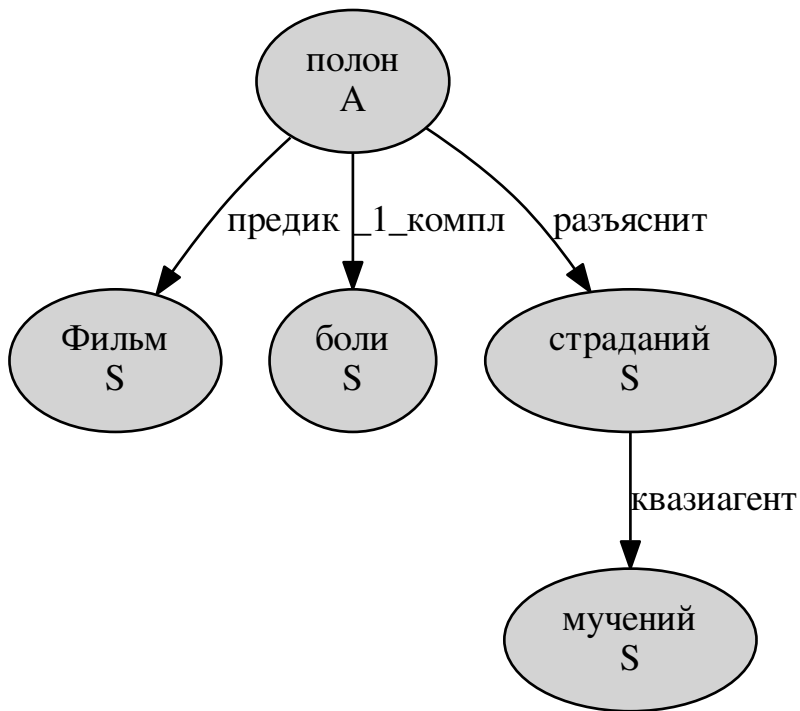 полон
A
предик
_1_компл
разъяснит
Фильм
S
боли
S
страданий
S
квазиагент
мучений
S